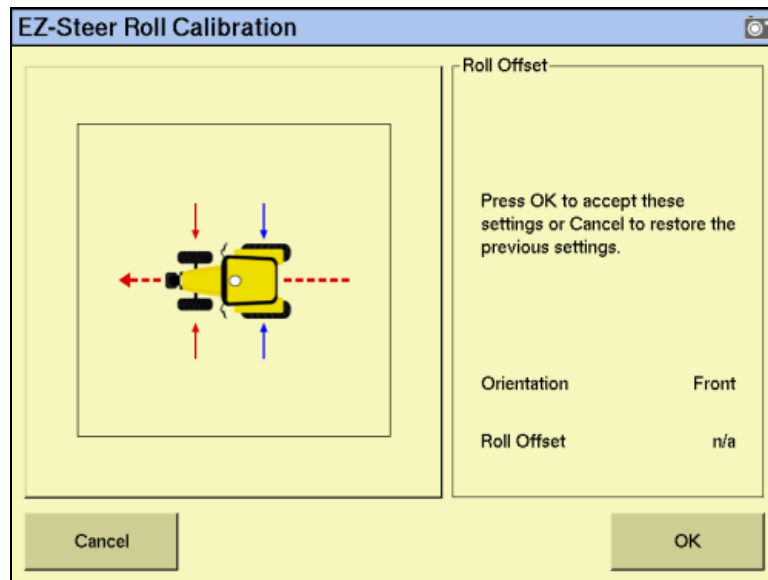 EZ-Steer Roll Calibration
Roll Offset
Press OK to accept these
settings or Cancel to restore the
previous settings.
Orientation Front
Roll Offset n/a
Cancel
OK